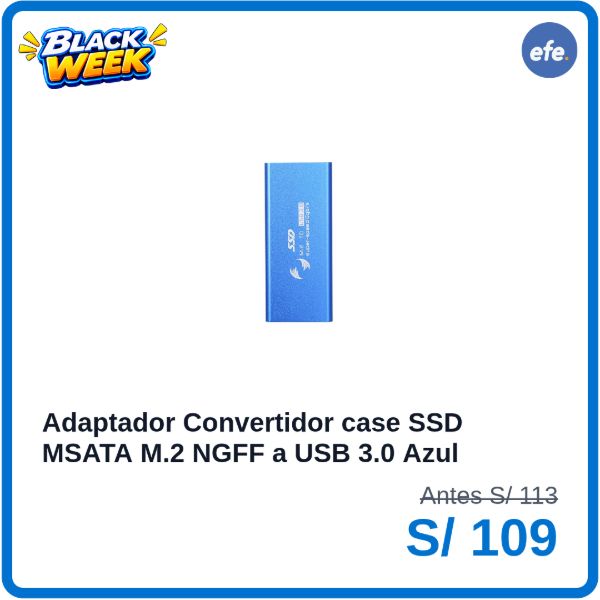 BLACK
WEEK
efe.
Adaptador Convertidor case SSD
MSATA M.2 NGFF a USB 3.0 Azul
Antes S/ 113
S/ 109
SSD